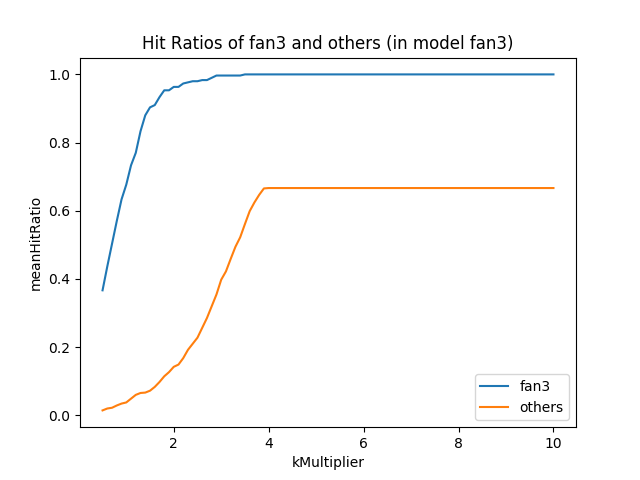 Hit Ratios of fan3 and others (in model fan3)
meanHitRatio
1.0
0.8
0.6
0.4
0.2
0.0
2
4
6
8
10
kMultiplier
fan3
others